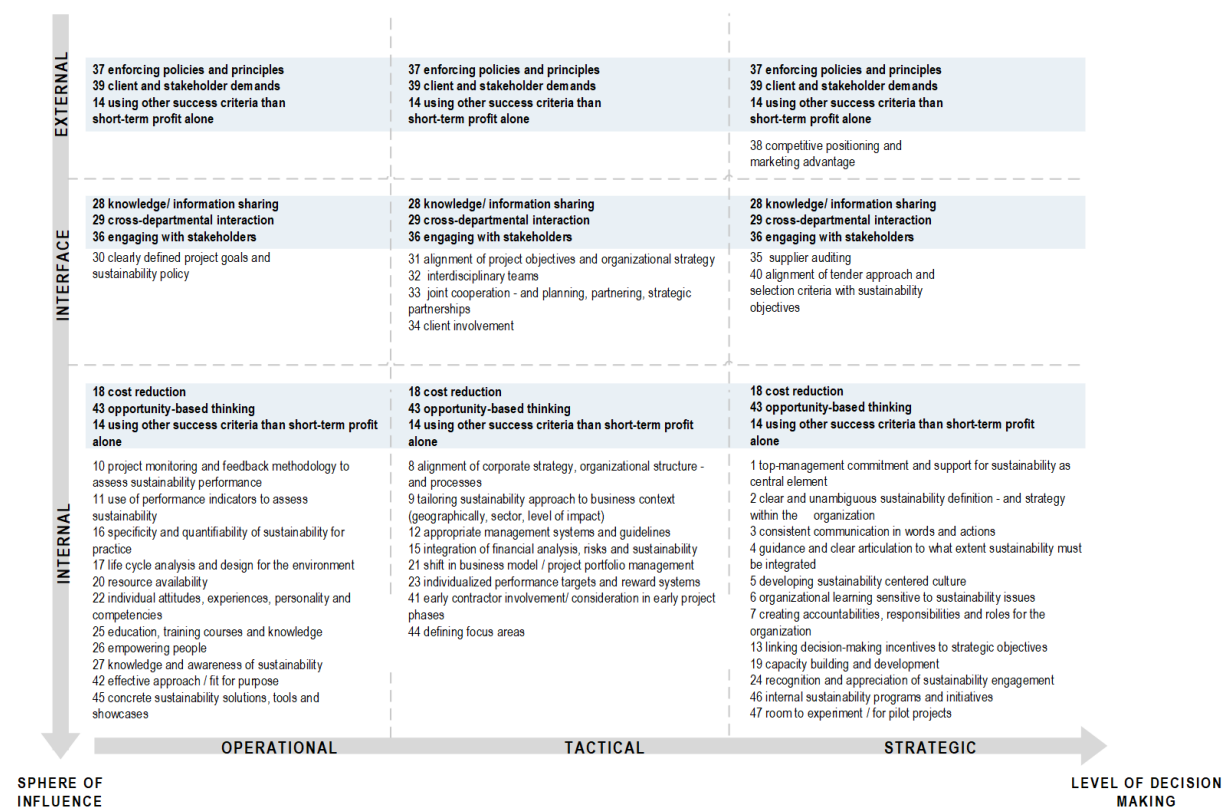 EXTERNAL
37 enforcing policies and principles
39 client and stakeholder demands
14 using other success criteria than
short-term profit alone
37 enforcing policies and principles
39 client and stakeholder demands
14 using other success criteria than
short-term profit alone
37 enforcing policies and principles
39 client and stakeholder demands
14 using other success criteria than
short-term profit alone
38 competitive positioning and
marketing advantage
INTERFACE
28 knowledge/ information sharing
29 cross-departmental interaction
36 engaging with stakeholders
30 clearly defined project goals and
sustainability policy
28 knowledge/ information sharing
29 cross-departmental interaction
36 engaging with stakeholders
31 alignment of project objectives and organizational strategy
32 interdisciplinary teams
33 joint cooperation - and planning, partnering, strategic
partnerships
34 client involvement
28 knowledge/ information sharing
29 cross-departmental interaction
36 engaging with stakeholders
35 supplier auditing
40 alignment of tender approach and
selection criteria with sustainability
objectives
INTERNAL
18 cost reduction
43 opportunity-based thinking
14 using other success criteria than short-term profit
alone
10 project monitoring and feedback methodology to
assess sustainability performance
11 use of performance indicators to assess
sustainability
16 specificity and quantifiability of sustainability for
practice
17 life cycle analysis and design for the environment
20 resource availability
22 individual attitudes, experiences, personality and
competencies
25 education, training courses and knowledge
26 empowering people
27 knowledge and awareness of sustainability
42 effective approach / fit for purpose
45 concrete sustainability solutions, tools and
showcases
18 cost reduction
43 opportunity-based thinking
14 using other success criteria than short-term profit
alone
8 alignment of corporate strategy, organizational structure -
and processes
9 tailoring sustainability approach to business context
(geographically, sector, level of impact)
12 appropriate management systems and guidelines
15 integration of financial analysis, risks and sustainability
21 shift in business model / project portfolio management
23 individualized performance targets and reward systems
41 early contractor involvement/ consideration in early project
phases
44 defining focus areas
18 cost reduction
43 opportunity-based thinking
14 using other success criteria than short-term profit
alone
1 top-management commitment and support for sustainability as
central element
2 clear and unambiguous sustainability definition - and strategy
within the organization
3 consistent communication in words and actions
4 guidance and clear articulation to what extent sustainability must
be integrated
5 developing sustainability centered culture
6 organizational learning sensitive to sustainability issues
7 creating accountabilities, responsibilities and roles for the
organization
13 linking decision-making incentives to strategic objectives
19 capacity building and development
24 recognition and appreciation of sustainability engagement
46 internal sustainability programs and initiatives
47 room to experiment / for pilot projects
OPERATIONAL
TACTICAL
STRATEGIC
SPHERE OF
INFLUENCE
LEVEL OF DECISION
MAKING